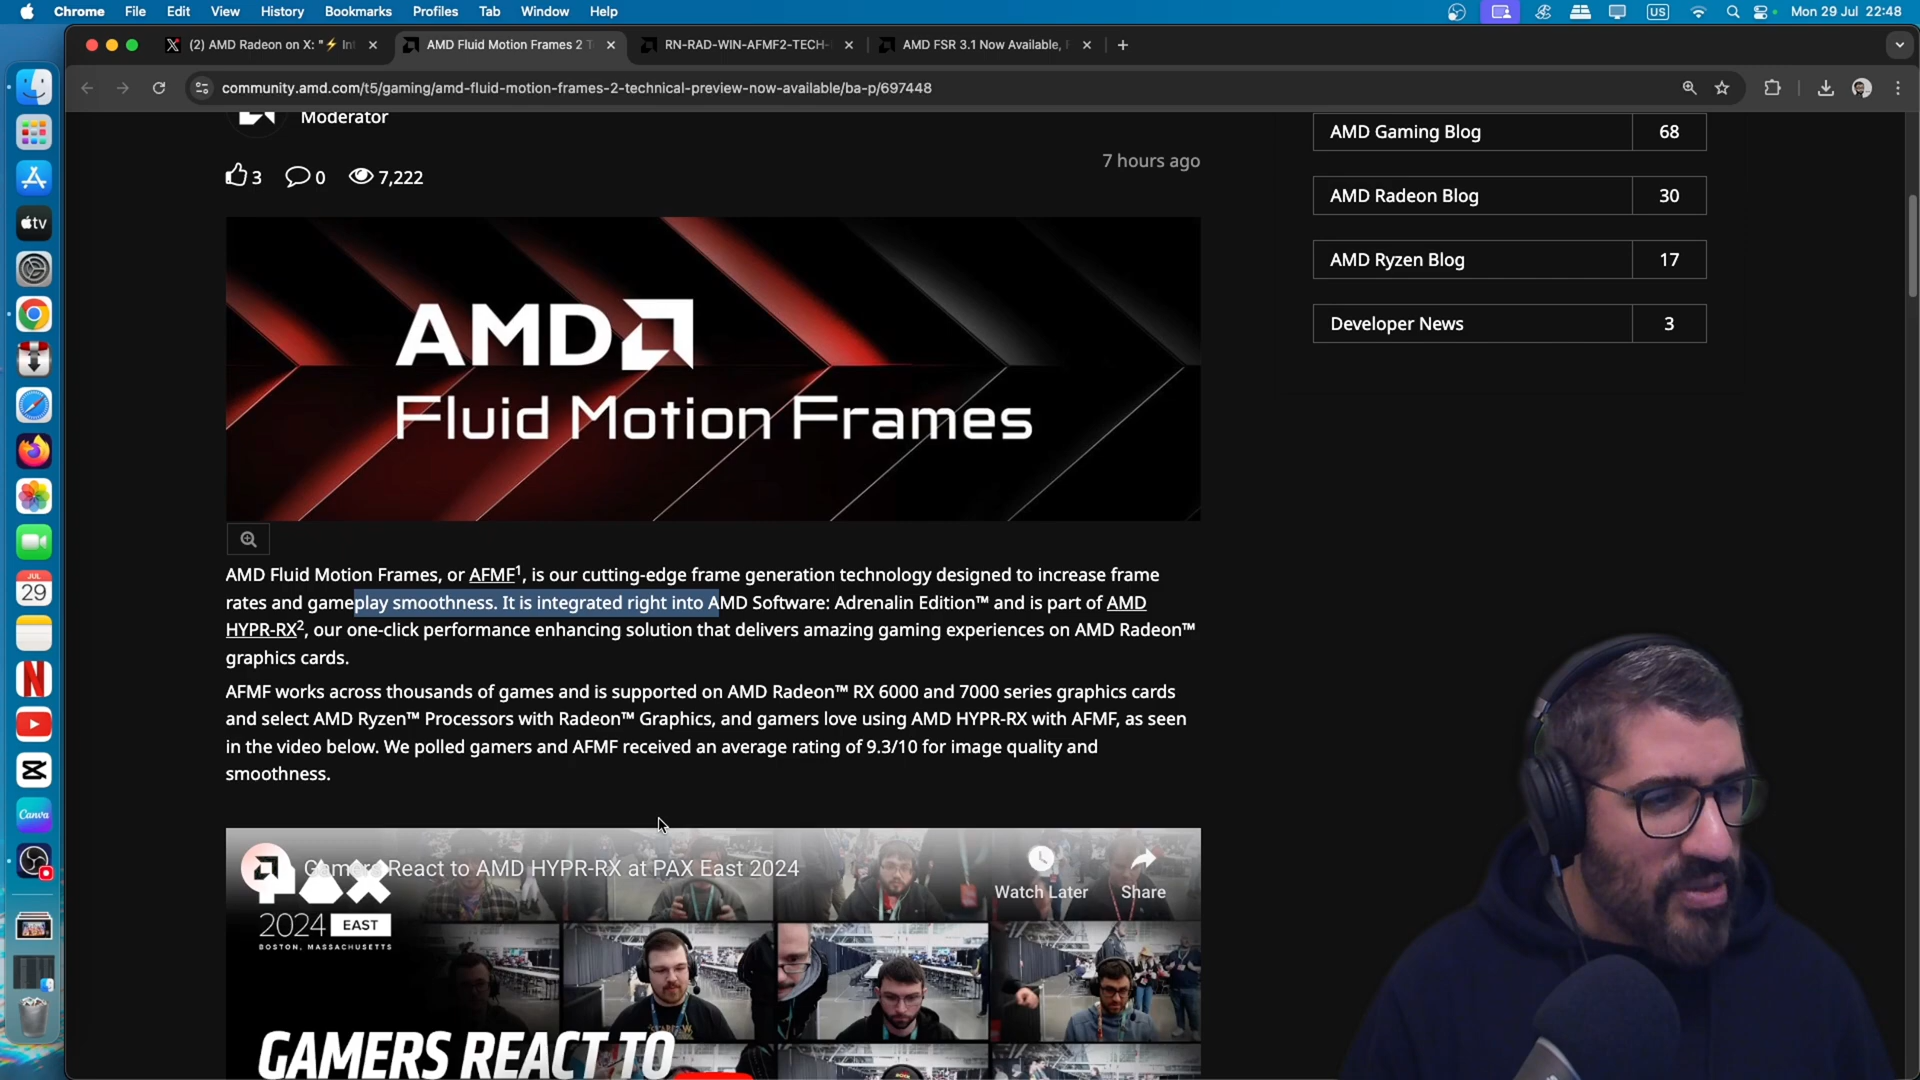 Chrome File Edit View History Bookmarks Profiles Tab Window Help
US Mon 29 Jul 22:48
(2) AMD Radeon on X: "⚡ Int
AMD Fluid Motion Frames 2 T
RN-RAD-WIN-AFMF2-TECH-
AMD FSR 3.1 Now Available, F
community.amd.com/t5/gaming/amd-fluid-motion-frames-2-technical-preview-now-available/ba-p/697448
Moderator
7 hours ago
3 0 7,222
AMD Gaming Blog 68
AMD Radeon Blog 30
AMD Ryzen Blog 17
Developer News 3
AMD
Fluid Motion Frames
AMD Fluid Motion Frames, or AFMF¹, is our cutting-edge frame generation technology designed to increase frame
rates and gameplay smoothness. It is integrated right into AMD Software: Adrenalin Edition™ and is part of AMD
HYPR-RX², our one-click performance enhancing solution that delivers amazing gaming experiences on AMD Radeon™
graphics cards.
AFMF works across thousands of games and is supported on AMD Radeon™ RX 6000 and 7000 series graphics cards
and select AMD Ryzen™ Processors with Radeon™ Graphics, and gamers love using AMD HYPR-RX with AFMF, as seen
in the video below. We polled gamers and AFMF received an average rating of 9.3/10 for image quality and
smoothness.
Gamers React to AMD HYPR-RX at PAX East 2024
Watch Later
Share
PAX
2024 EAST
BOSTON, MASSACHUSETTS
GAMERS REACT TO
tv
JUL
29
Canva